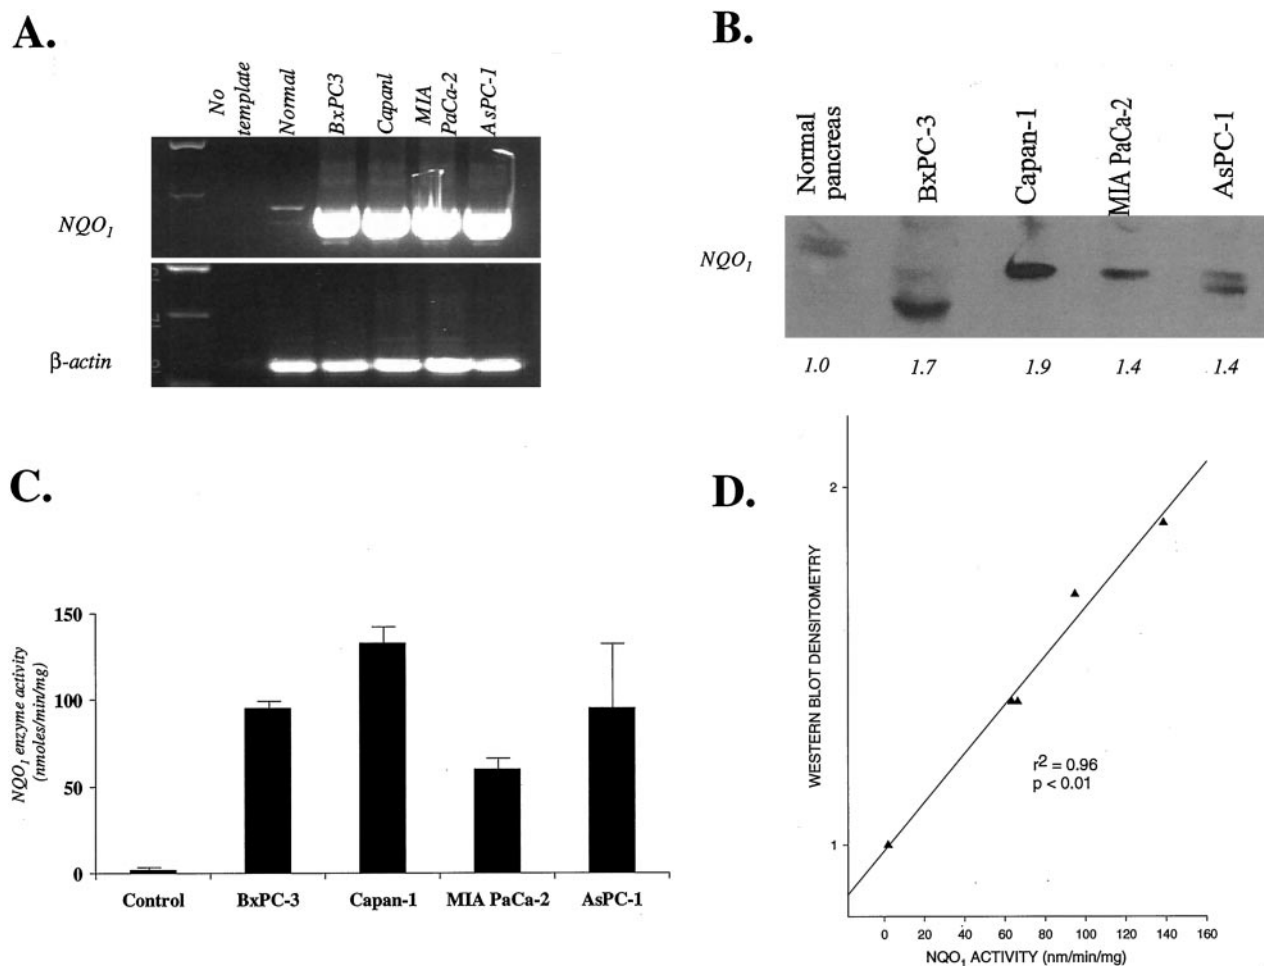 A.
No template
Normal
BxPC3
Capan1
MIA PaCa-2
AsPC-1
NQO1
β-actin
B.
Normal pancreas
BxPC-3
Capan-1
MIA PaCa-2
AsPC-1
NQO1
1.0 1.7 1.9 1.4 1.4
C.
NQO1 enzyme activity
(nmoles/min/mg)
150
100
50
0
Control BxPC-3 Capan-1 MIA PaCa-2 AsPC-1
D.
WESTERN BLOT DENSITOMETRY
2
1
r2 = 0.96
p < 0.01
0 20 40 60 80 100 120 140 160
NQO1 ACTIVITY (nm/min/mg)